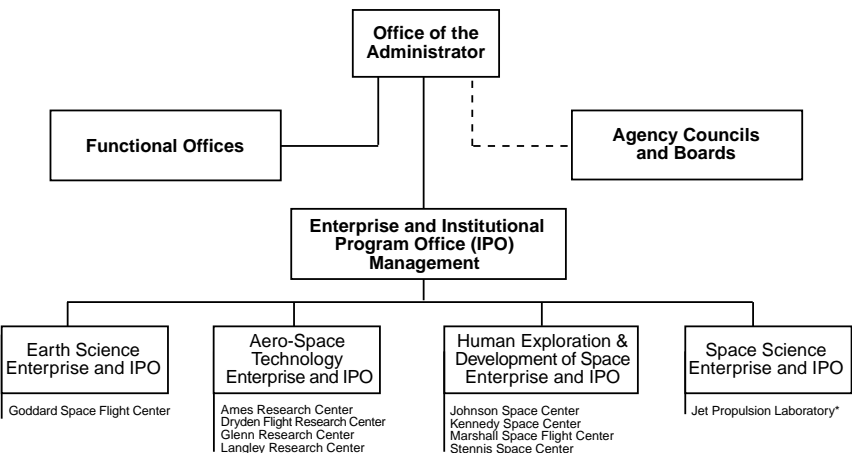 Office of the
Administrator
Functional Offices
Agency Councils
and Boards
Enterprise and Institutional
Program Office (IPO)
Management
Earth Science
Enterprise and IPO
Goddard Space Flight Center
Aero-Space
Technology
Enterprise and IPO
Ames Research Center
Dryden Flight Research Center
Glenn Research Center
Langley Research Center
Human Exploration &
Development of Space
Enterprise and IPO
Johnson Space Center
Kennedy Space Center
Marshall Space Flight Center
Stennis Space Center
Space Science
Enterprise and IPO
Jet Propulsion Laboratory*